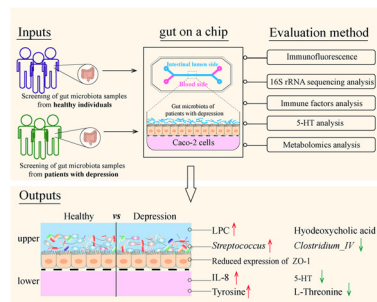 Inputs
gut on a chip
Evaluation method
Screening of gut microbiota samples
from healthy individuals
Screening of gut microbiota samples
from patients with depression
Intestinal lumen side
Blood side
Gut microbiota of
patients with depression
Caco-2 cells
Immunofluorescence
16S rRNA sequencing analysis
Immune factors analysis
5-HT analysis
Metabolomics analysis
Outputs
Healthy vs Depression
upper
lower
LPC ↑
Streptococcus ↑
Reduced expression of ZO-1
IL-8 ↑
Tyrosine ↑
Hyodeoxycholic acid
Clostridium_IV ↓
5-HT ↓
L-Threonine ↓